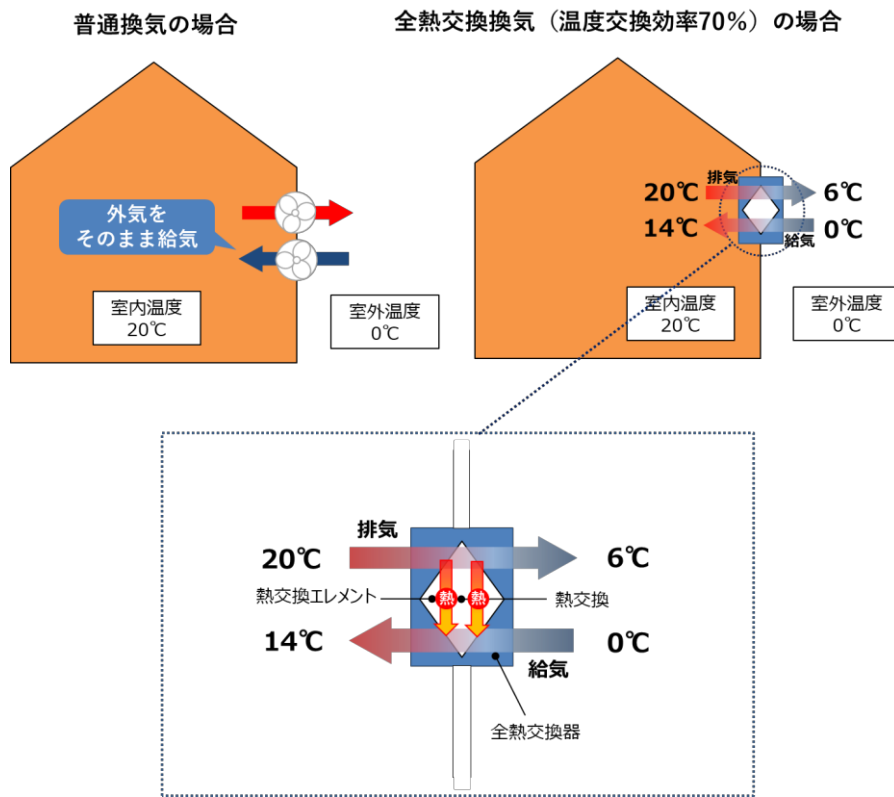 普通換気の場合
全熱交換換気（温度交換効率70%）の場合
外気を
そのまま給気
室内温度
20℃
室外温度
0℃
排気
20℃
6℃
14℃
0℃
給気
室内温度
20℃
室外温度
0℃
排気
20℃
6℃
熱交換エレメント
熱
熱
熱交換
14℃
0℃
給気
全熱交換器